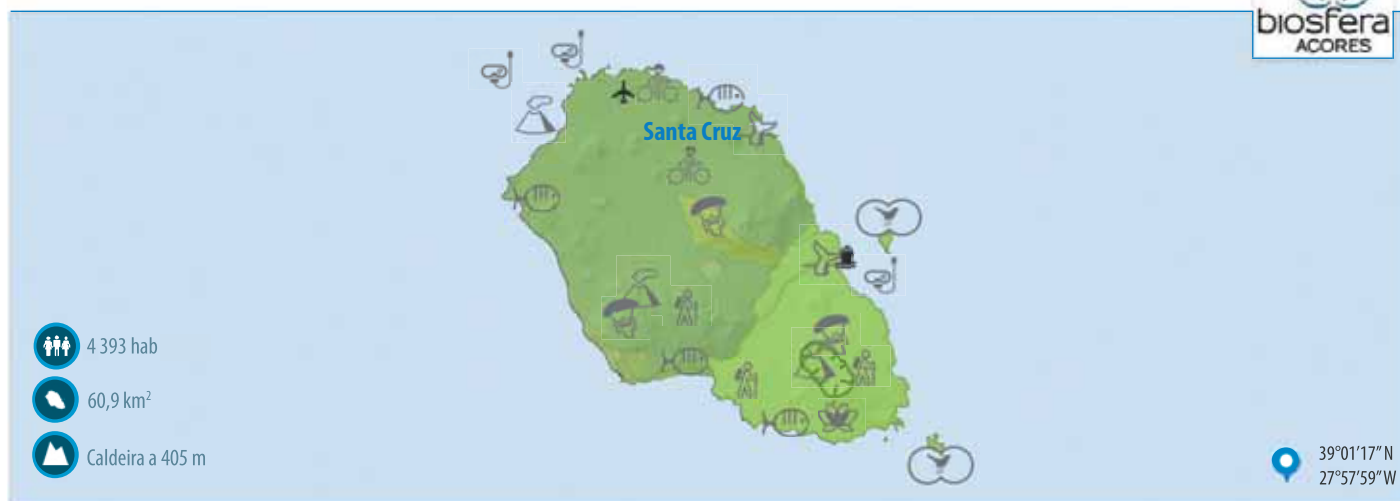 biosfera
AÇORES
Santa Cruz
4 393 hab
60,9 km²
Caldeira a 405 m
39°01’17’’ N
27°57’59’’ W